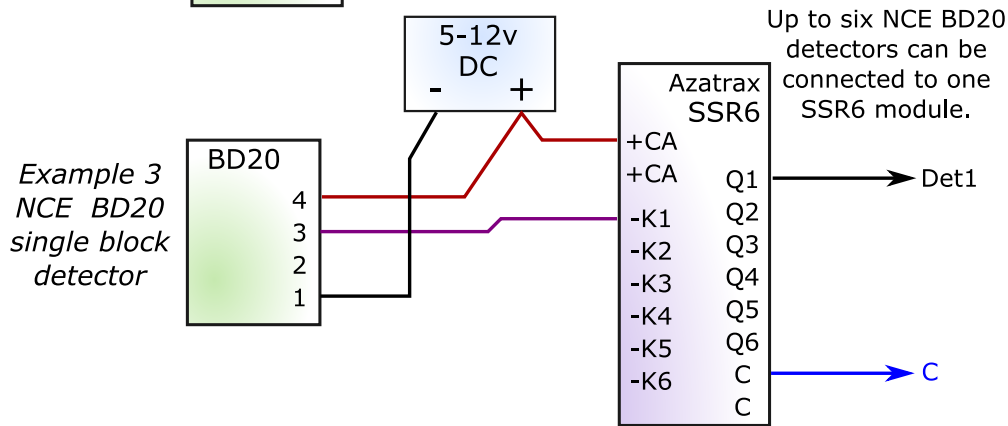 Example 3
NCE BD20
single block
detector
BD20
4
3
2
1
5-12v
DC
- +
Azatrax
SSR6
+CA
+CA
-K1
-K2
-K3
-K4
-K5
-K6
Q1
Q2
Q3
Q4
Q5
Q6
C
C
Up to six NCE BD20
detectors can be
connected to one
SSR6 module.
Det1
C